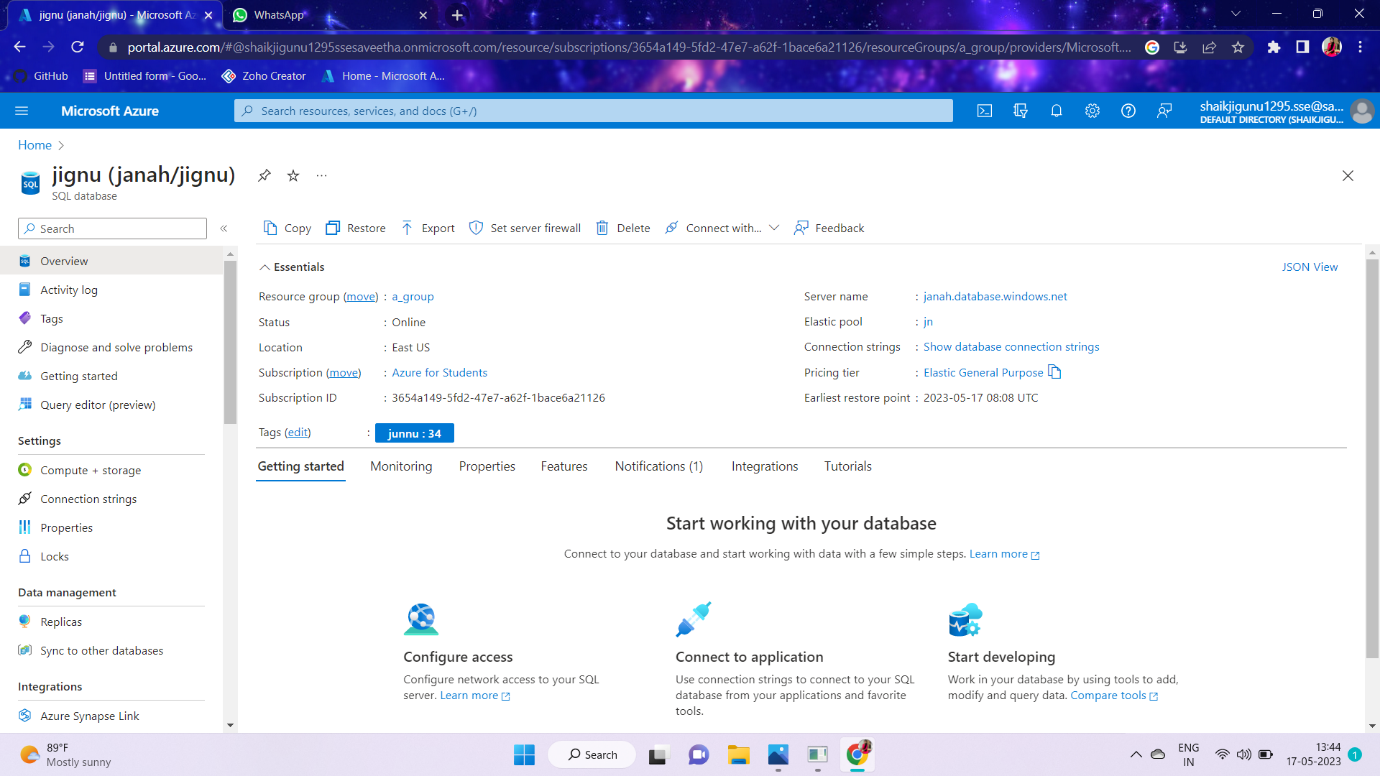 jignu (janah/jignu) - Microsoft Az
WhatsApp
portal.azure.com/#@shaikjigunu1295ssesaveetha.onmicrosoft.com/resource/subscriptions/3654a149-5fd2-47e7-a62f-1bace6a21126/resourceGroups/a_group/providers/Microsoft....
GitHub Untitled form - Goo... Zoho Creator Home - Microsoft A...
Microsoft Azure
Search resources, services, and docs (G+/)
shaikjigunu1295.sse@sa...
DEFAULT DIRECTORY (SHAIKJIGU...
Home
jignu (janah/jignu)
SQL database
Search
Copy Restore Export Set server firewall Delete Connect with... Feedback
Overview
Activity log
Tags
Diagnose and solve problems
Getting started
Query editor (preview)
Settings
Compute + storage
Connection strings
Properties
Locks
Data management
Replicas
Sync to other databases
Integrations
Azure Synapse Link
Essentials
JSON View
Resource group (move) : a_group
Status : Online
Location : East US
Subscription (move) : Azure for Students
Subscription ID : 3654a149-5fd2-47e7-a62f-1bace6a21126
Server name : janah.database.windows.net
Elastic pool : jn
Connection strings : Show database connection strings
Pricing tier : Elastic General Purpose
Earliest restore point : 2023-05-17 08:08 UTC
Tags (edit) : junnu : 34
Getting started Monitoring Properties Features Notifications (1) Integrations Tutorials
Start working with your database
Connect to your database and start working with data with a few simple steps. Learn more
Configure access
Configure network access to your SQL
server. Learn more
Connect to application
Use connection strings to connect to your SQL
database from your applications and favorite
tools.
Start developing
Work in your database by using tools to add,
modify and query data. Compare tools
89°F
Mostly sunny
Search
ENG
IN
13:44
17-05-2023
1